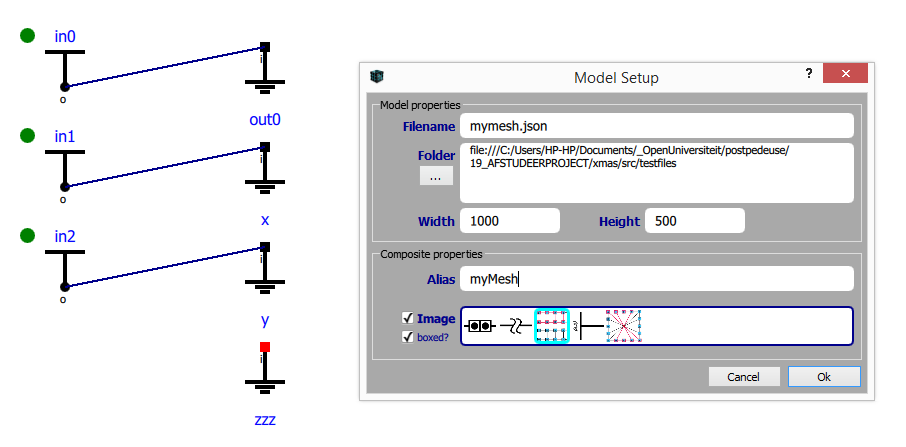 in0
o
i
out0
in1
o
i
x
in2
o
i
y
i
zzz
Model Setup
?
x
Model properties
Filename mymesh.json
Folder file:///C:/Users/HP-HP/Documents/_OpenUniversiteit/postpedeuse/
19_AFSTUDEERPROJECT/xmas/src/testfiles
...
Width 1000 Height 500
Composite properties
Alias myMesh
Image
boxed?
Cancel Ok